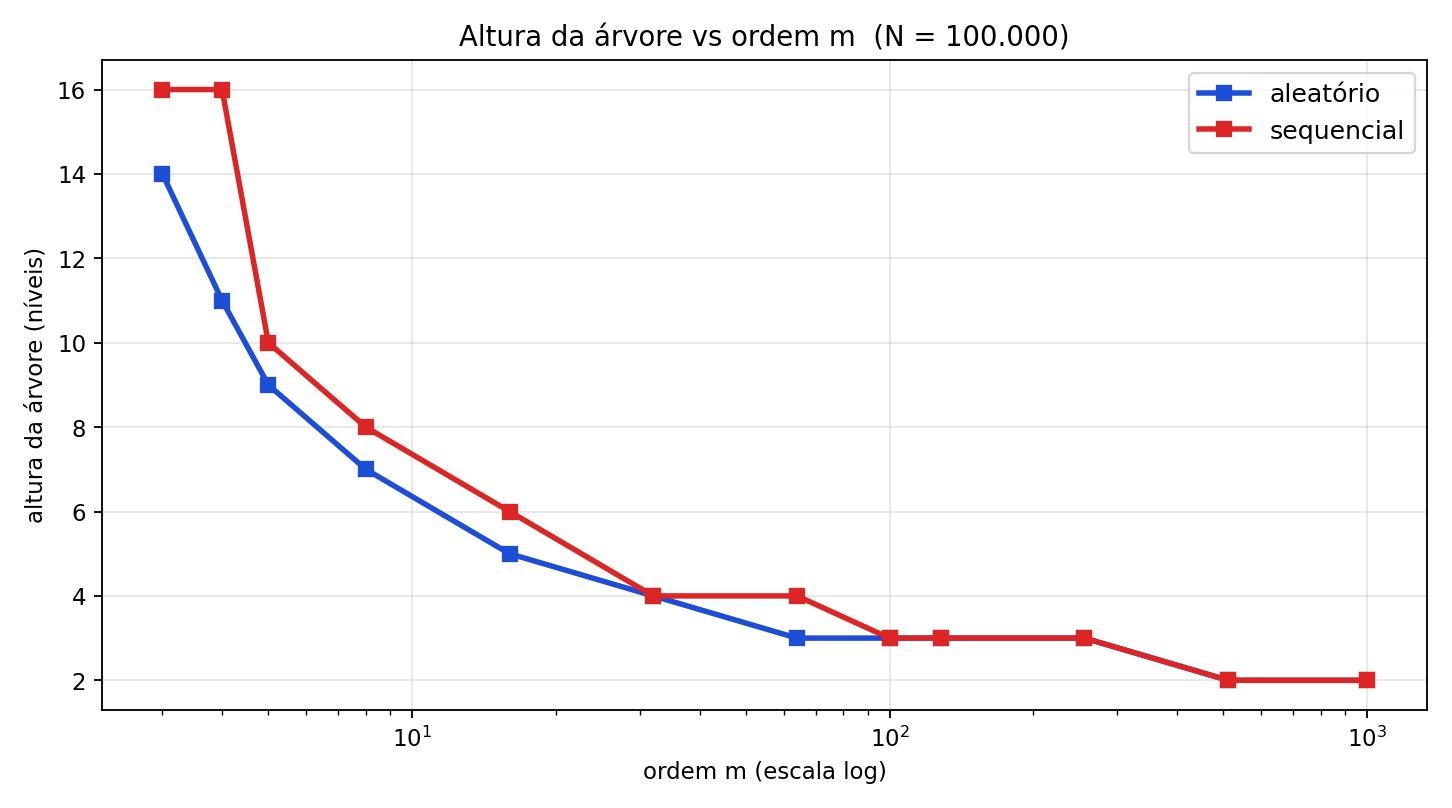 Altura da árvore vs ordem m  (N = 100.000)
aleatório
sequencial
altura da árvore (níveis)
16
14
12
10
8
6
4
2
10¹
10²
10³
ordem m (escala log)